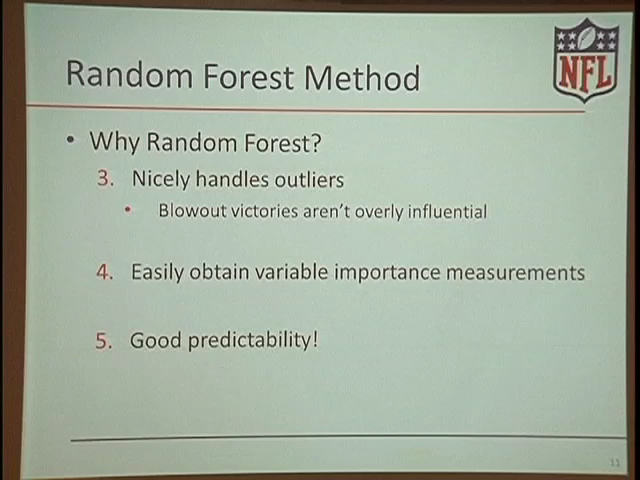 Random Forest Method
NFL
• Why Random Forest?
3. Nicely handles outliers
• Blowout victories aren't overly influential
4. Easily obtain variable importance measurements
5. Good predictability!
11